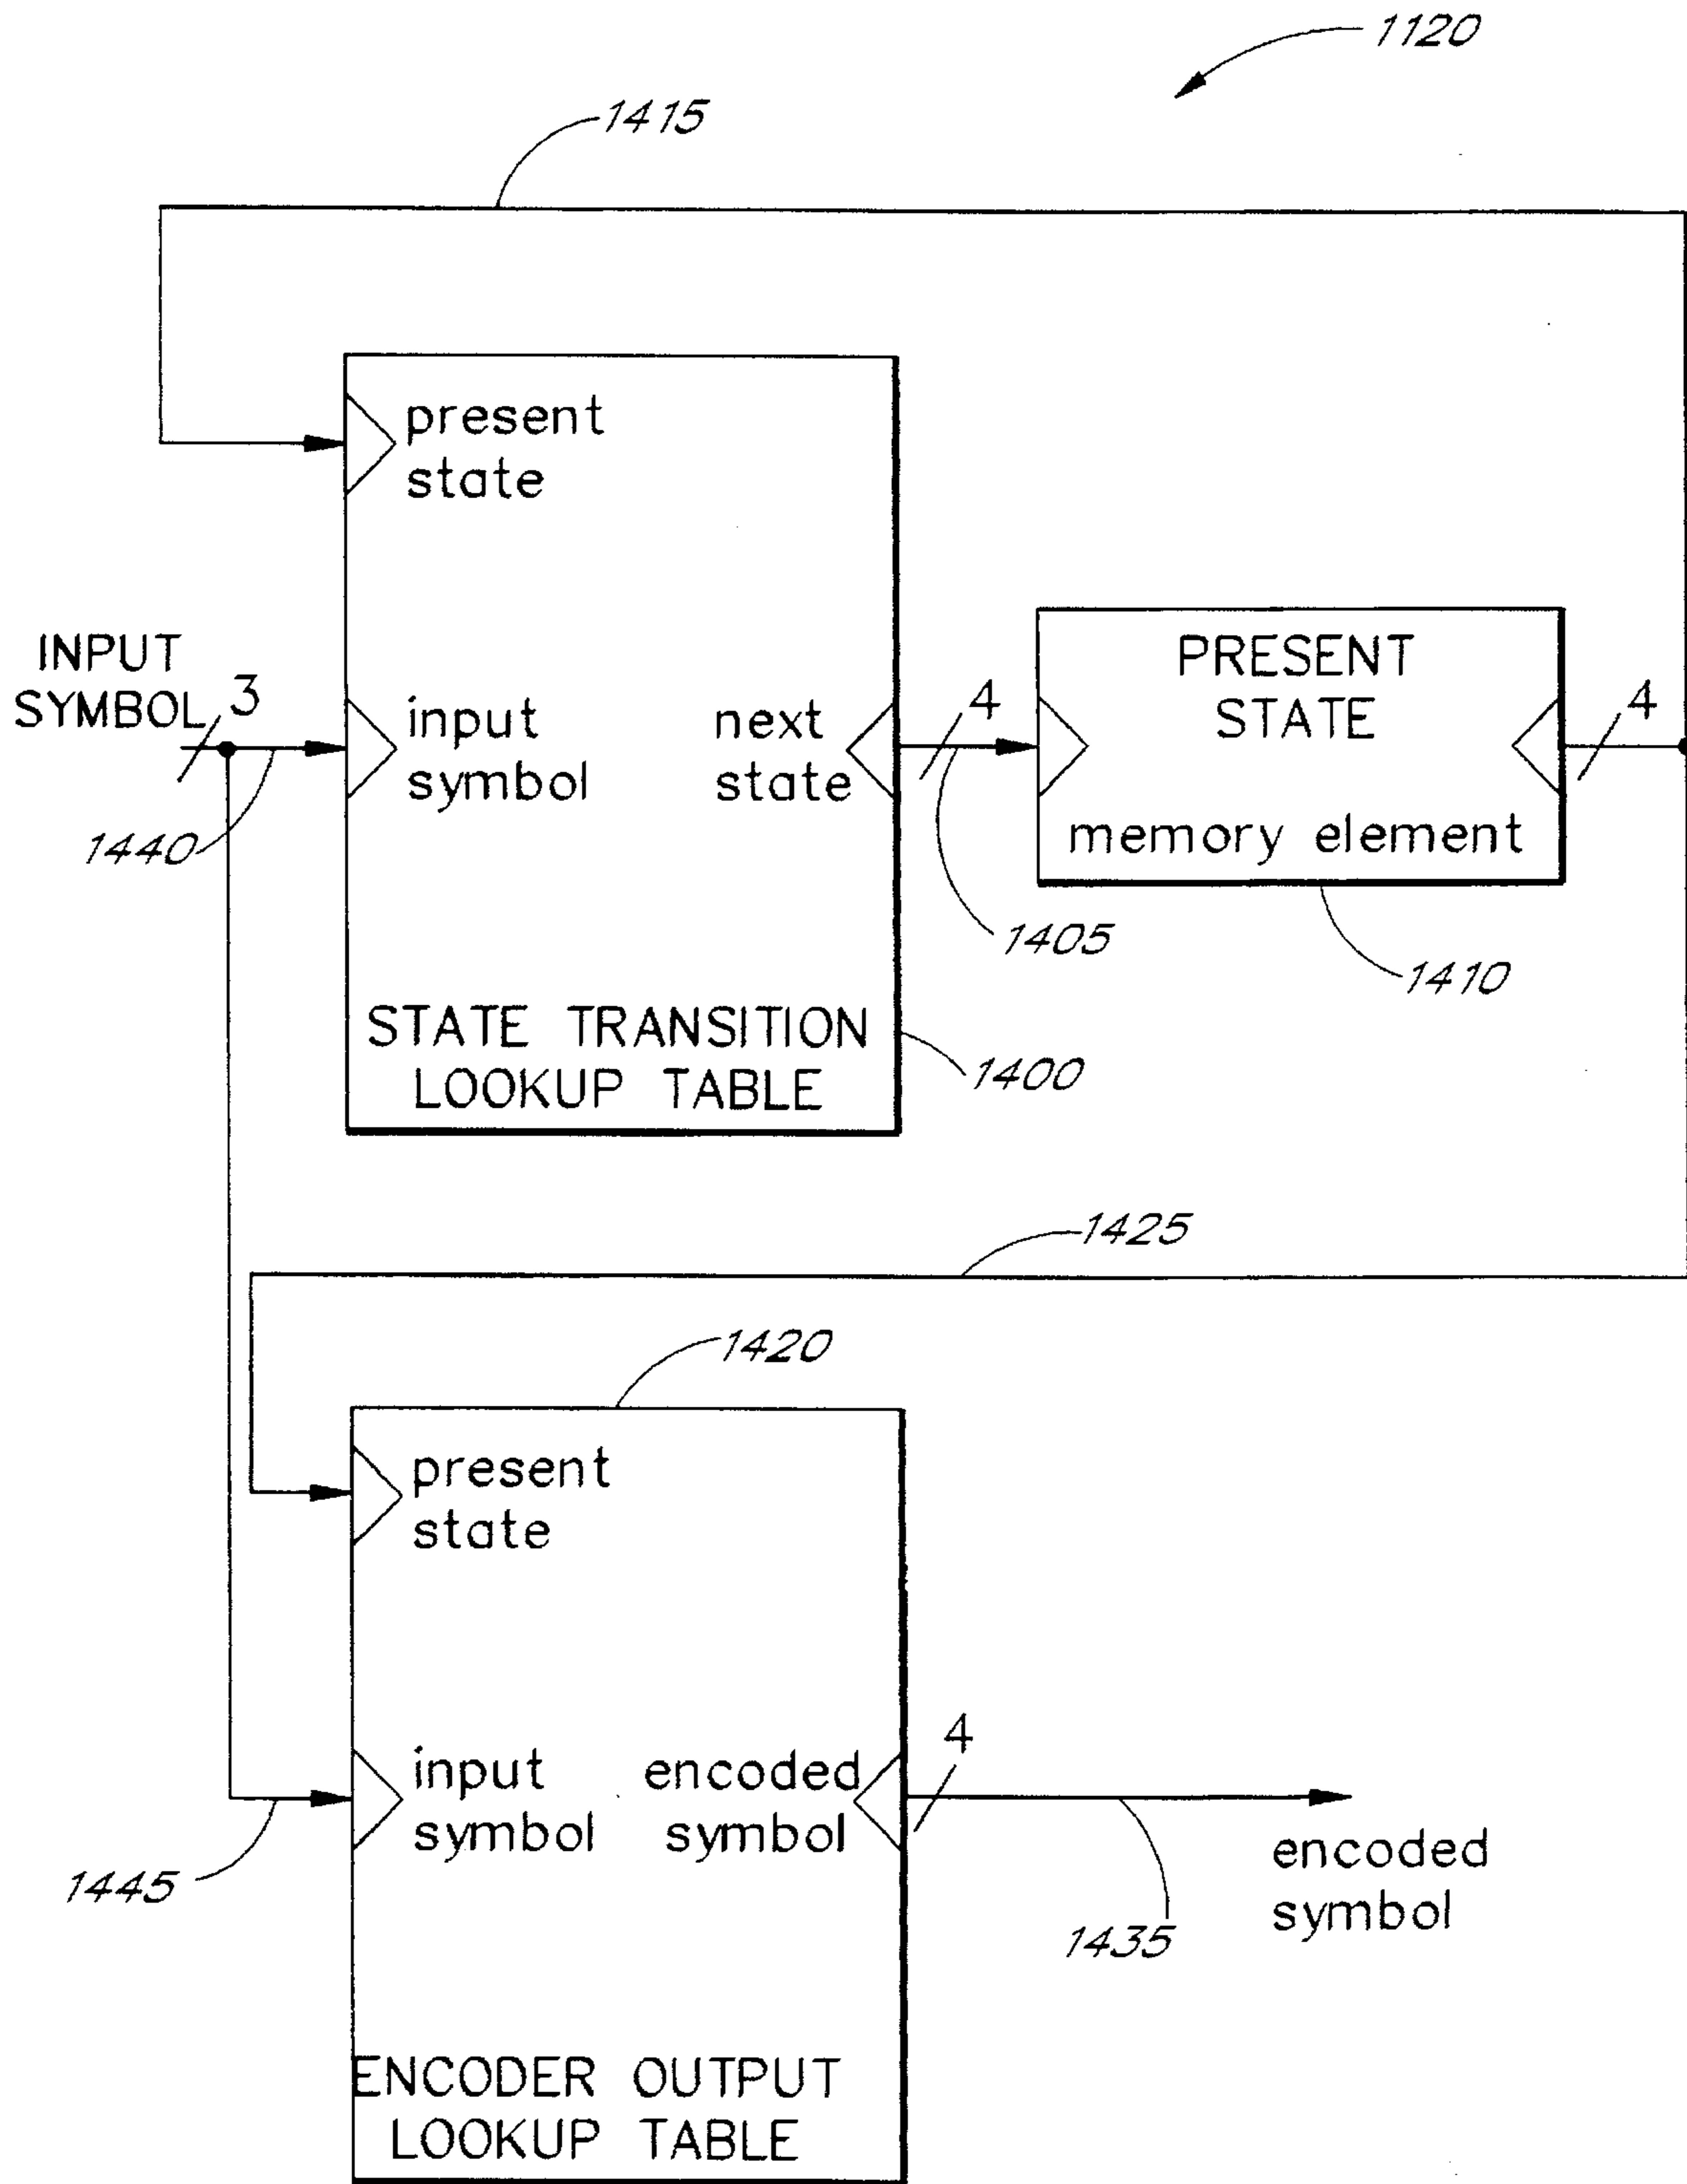 1120
1415
present
state
INPUT
SYMBOL
3
input
symbol
next
state
4
PRESENT
STATE
memory element
4
1440
1405
1410
STATE TRANSITION
LOOKUP TABLE
1400
1425
1420
present
state
input
symbol
encoded
symbol
4
encoded
symbol
1445
1435
ENCODER OUTPUT
LOOKUP TABLE